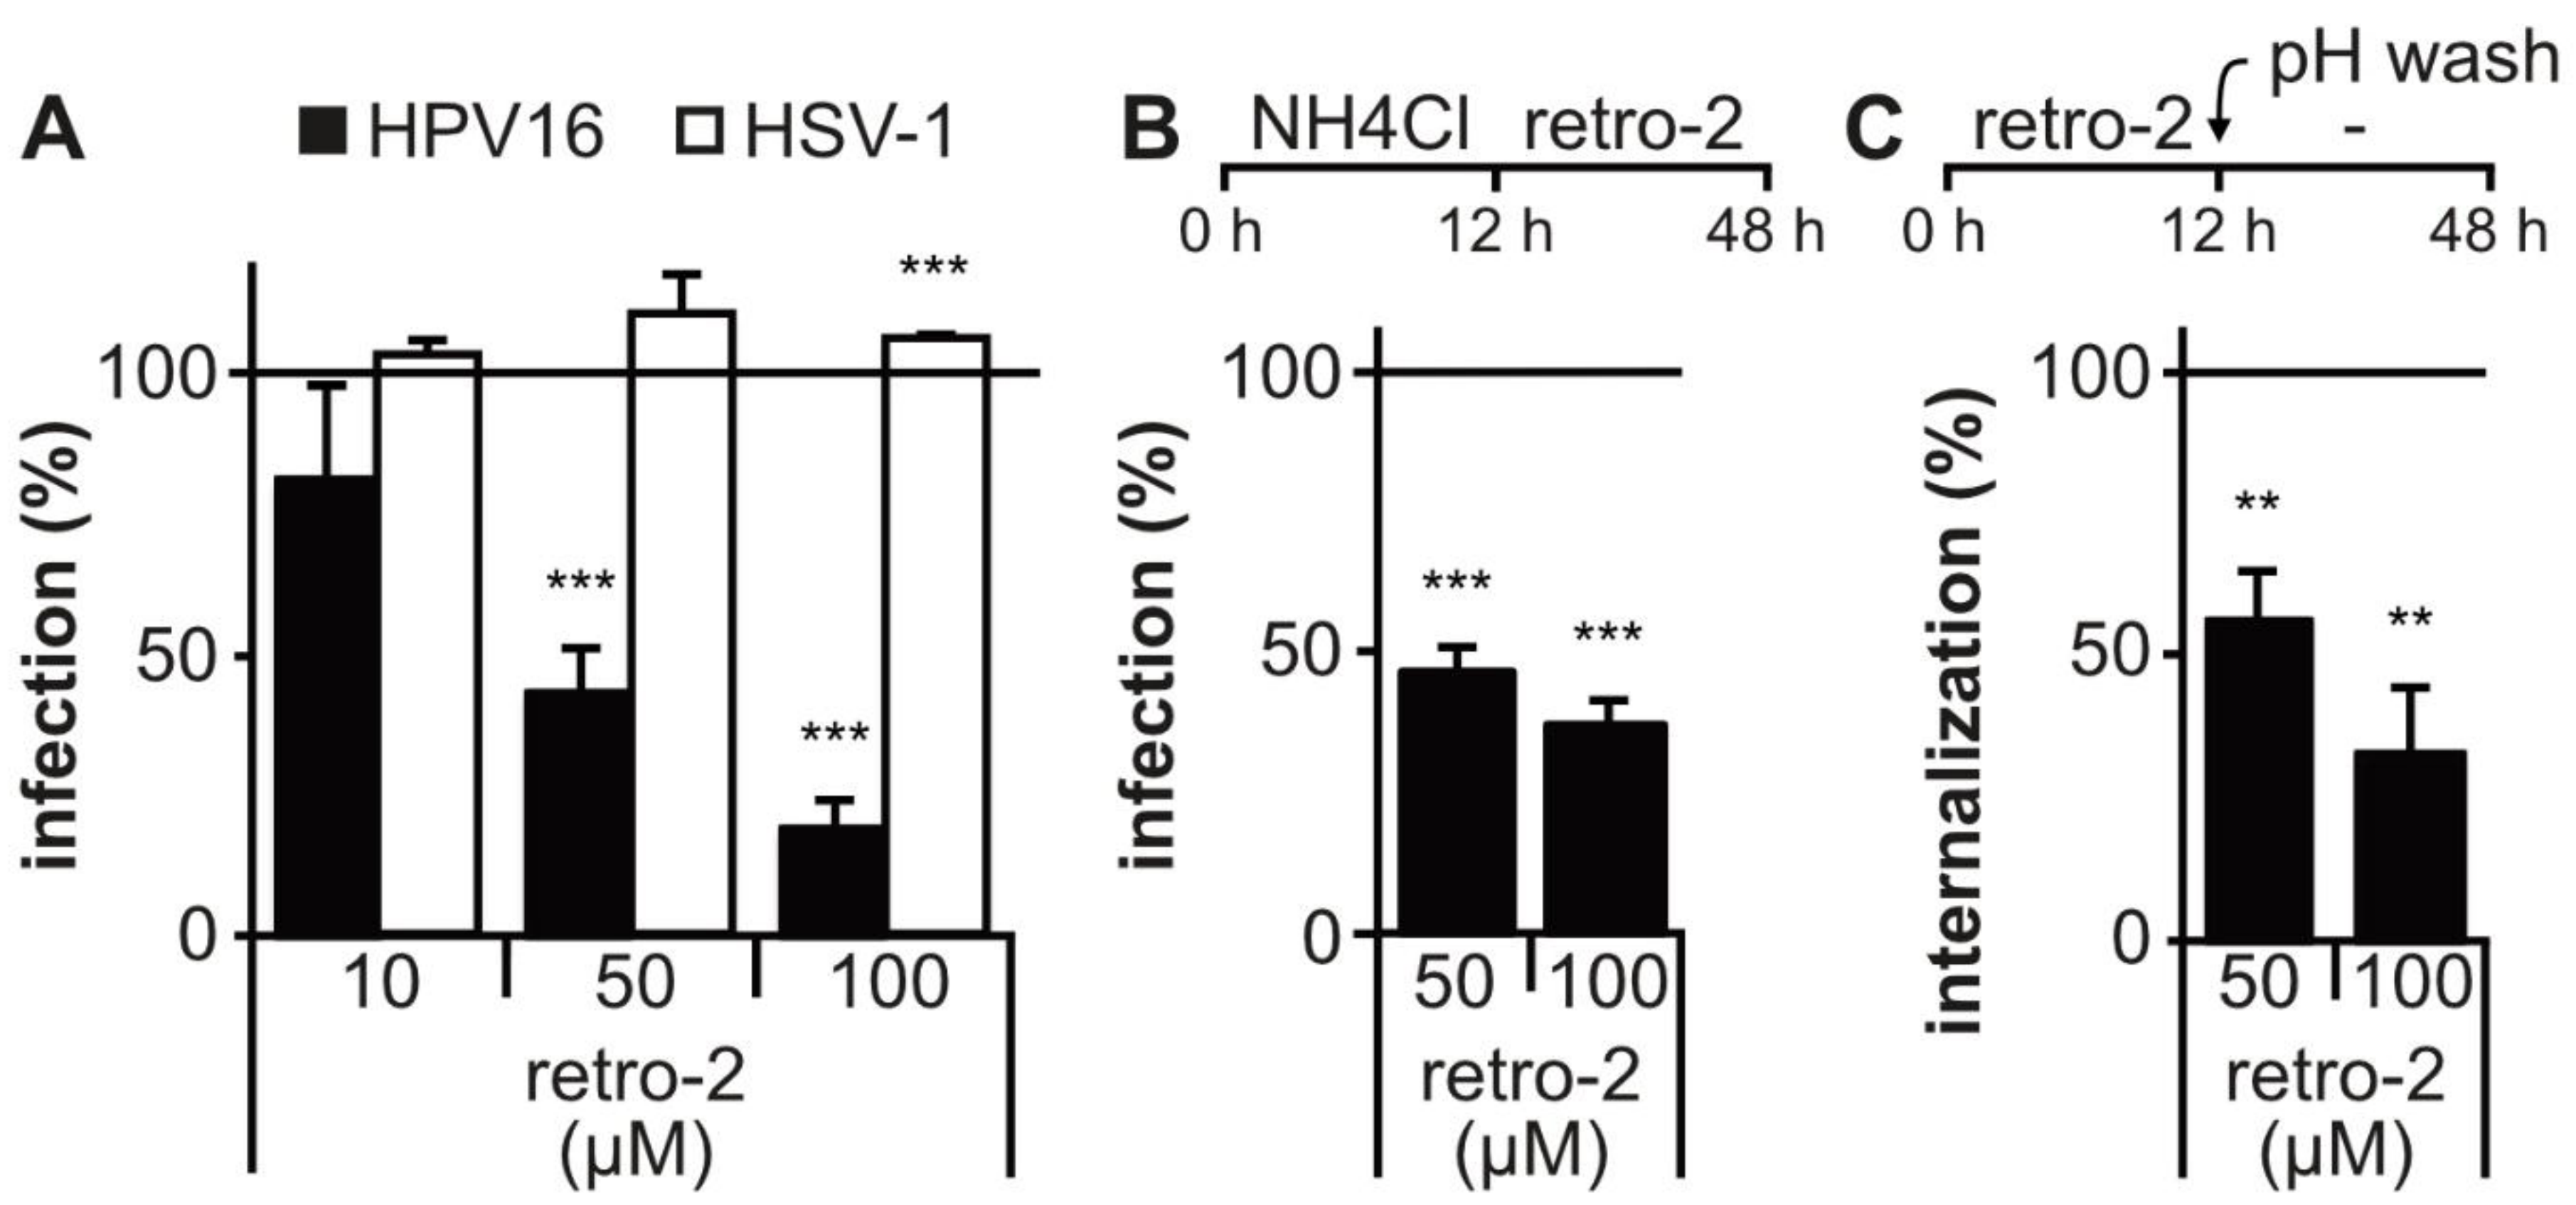 A
HPV16 HSV-1
***
100
***
50
***
0
10 50 100
retro-2
(µM)
infection (%)
B
NH4Cl retro-2
0 h 12 h 48 h
100
***
***
50
0
50 100
retro-2
(µM)
infection (%)
C
pH wash
retro-2 -
0 h 12 h 48 h
100
**
**
50
0
50 100
retro-2
(µM)
internalization (%)